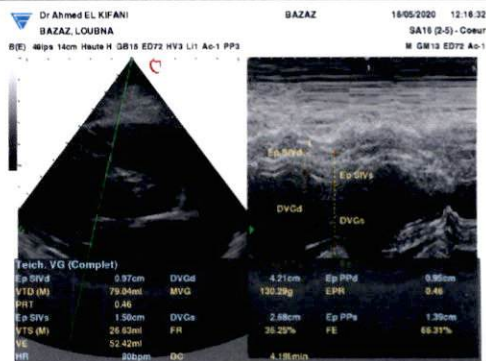 Dr Ahmed EL KIFANI BAZAZ 16/05/2020 12:16:32
BAZAZ, LOUBNA SA16 (2-5) - Coeur
B(E) 46ips 14cm Haute H GB15 ED72 HV3 Li1 Ac-1 PP3 M GM13 ED72 Ac-1
Ep SIVd
Ep SIVs
DVGd
DVGs
Teich. VG (Complet)
Ep SIVd 0.97cm DVGd 4.21cm Ep PPd 0.95cm
VTD (M) 79.04ml MVG 130.29g EPR 0.46
PRT 0.46
Ep SIVs 1.50cm DVGs 2.68cm Ep PPs 1.39cm
VTS (M) 26.63ml FR 36.25% FE 66.31%
VE 52.42ml
HR 80bpm DC 4.19l/min